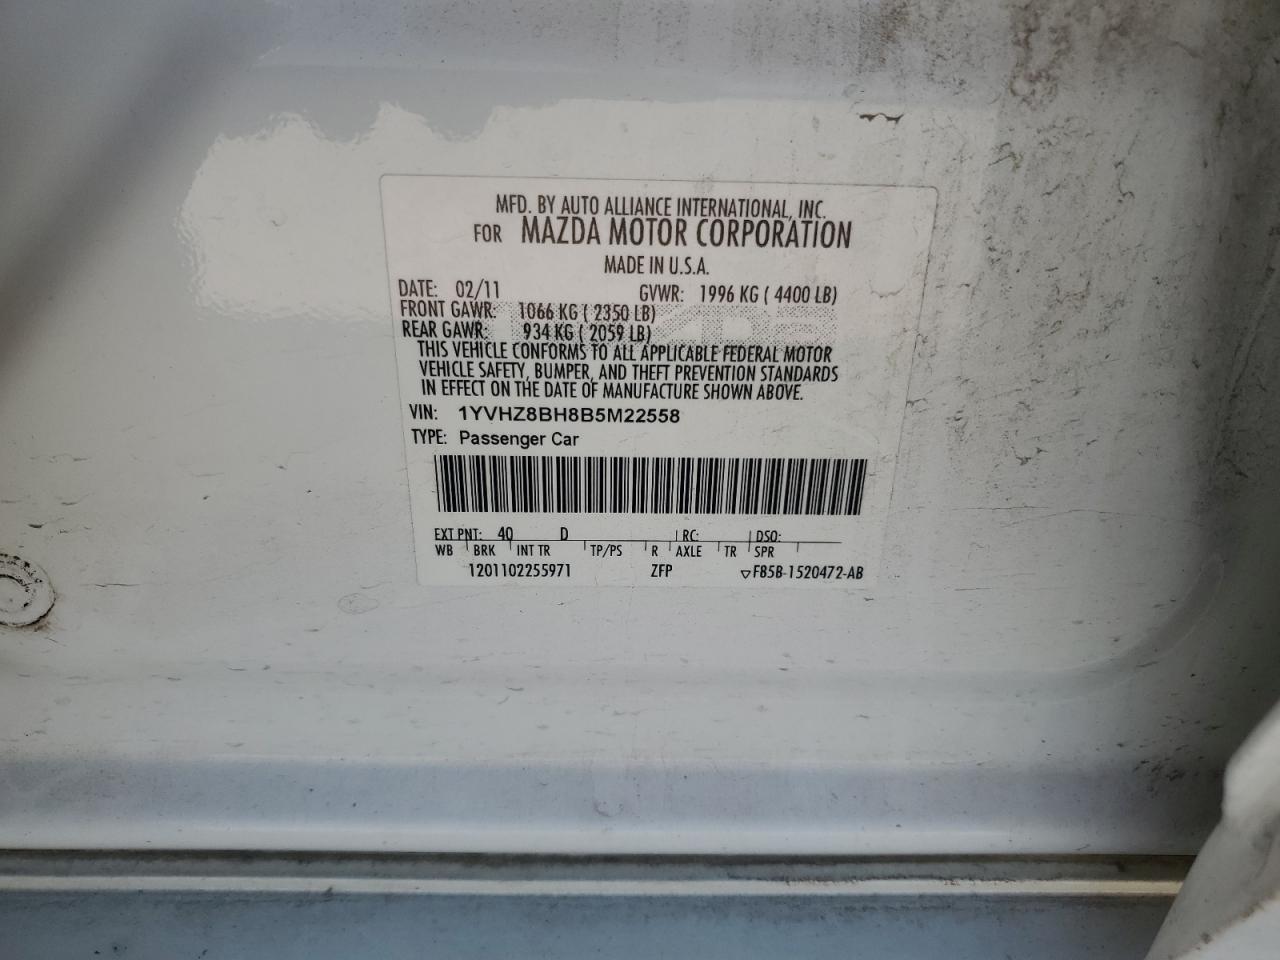 MFD. BY AUTO ALLIANCE INTERNATIONAL, INC.
FOR MAZDA MOTOR CORPORATION
MADE IN U.S.A.
DATE: 02/11 GVWR: 1996 KG ( 4400 LB)
FRONT GAWR: 1066 KG ( 2350 LB)
REAR GAWR: 934 KG ( 2059 LB)
THIS VEHICLE CONFORMS TO ALL APPLICABLE FEDERAL MOTOR
VEHICLE SAFETY, BUMPER, AND THEFT PREVENTION STANDARDS
IN EFFECT ON THE DATE OF MANUFACTURE SHOWN ABOVE.
VIN: 1YVHZ8BH8B5M22558
TYPE: Passenger Car
EXT PNT: 40 D RC: DSO:
WB BRK INT TR TP/PS R AXLE TR SPR
1201102255971 ZFP ▽F85B-1520472-AB